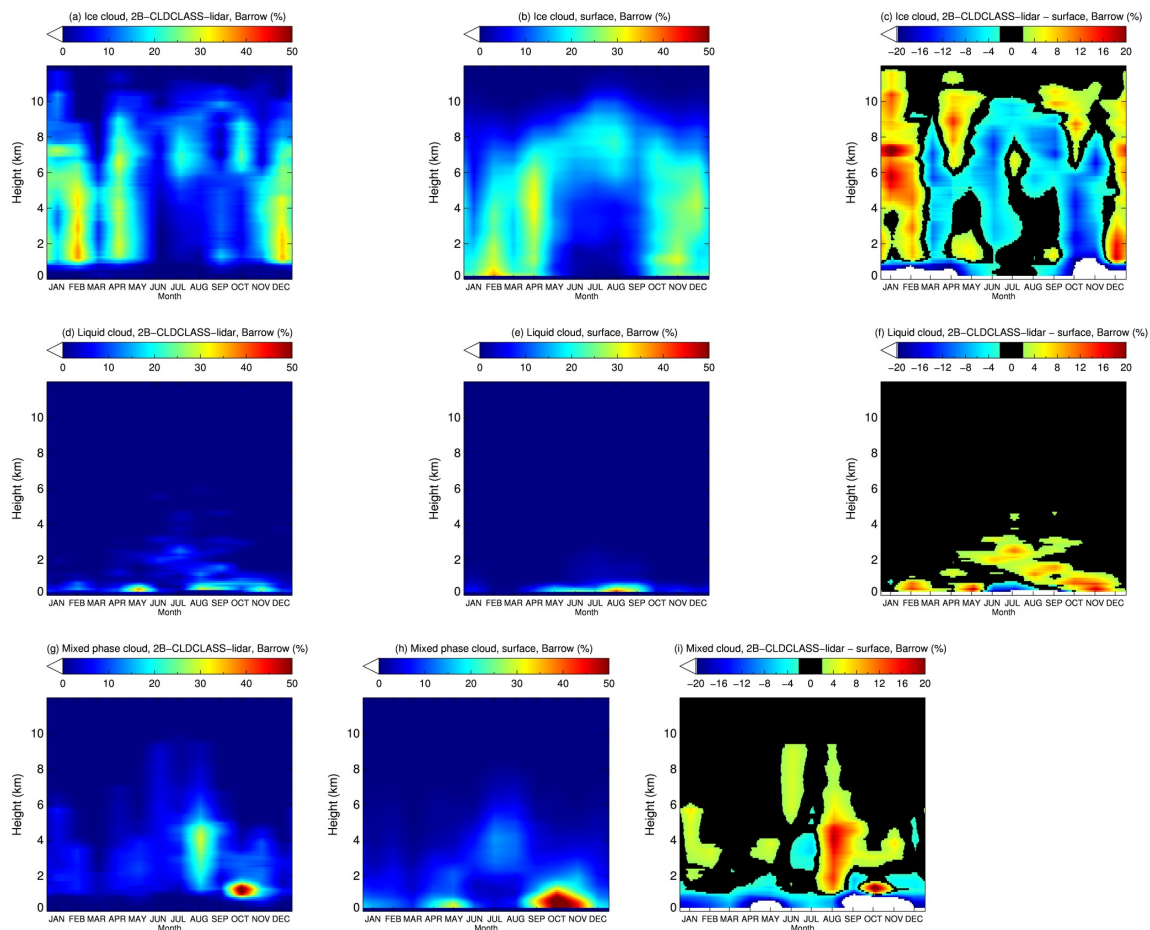 (a) Ice cloud, 2B−CLDCLASS−lidar, Barrow (%)
0 10 20 30 40 50
Height (km)
10
8
6
4
2
0
JAN FEB MAR APR MAY JUN JUL AUG SEP OCT NOV DEC
Month
(b) Ice cloud, surface, Barrow (%)
0 10 20 30 40 50
Height (km)
10
8
6
4
2
0
JAN FEB MAR APR MAY JUN JUL AUG SEP OCT NOV DEC
Month
(c) Ice cloud, 2B−CLDCLASS−lidar − surface, Barrow (%)
−20 −16 −12 −8 −4 0 4 8 12 16 20
Height (km)
10
8
6
4
2
0
JAN FEB MAR APR MAY JUN JUL AUG SEP OCT NOV DEC
Month
(d) Liquid cloud, 2B−CLDCLASS−lidar, Barrow (%)
0 10 20 30 40 50
Height (km)
10
8
6
4
2
0
JAN FEB MAR APR MAY JUN JUL AUG SEP OCT NOV DEC
Month
(e) Liquid cloud, surface, Barrow (%)
0 10 20 30 40 50
Height (km)
10
8
6
4
2
0
JAN FEB MAR APR MAY JUN JUL AUG SEP OCT NOV DEC
Month
(f) Liquid cloud, 2B−CLDCLASS−lidar − surface, Barrow (%)
−20 −16 −12 −8 −4 0 4 8 12 16 20
Height (km)
10
8
6
4
2
0
JAN FEB MAR APR MAY JUN JUL AUG SEP OCT NOV DEC
Month
(g) Mixed phase cloud, 2B−CLDCLASS−lidar, Barrow (%)
0 10 20 30 40 50
Height (km)
10
8
6
4
2
0
JAN FEB MAR APR MAY JUN JUL AUG SEP OCT NOV DEC
Month
(h) Mixed phase cloud, surface, Barrow (%)
0 10 20 30 40 50
Height (km)
10
8
6
4
2
0
JAN FEB MAR APR MAY JUN JUL AUG SEP OCT NOV DEC
Month
(i) Mixed cloud, 2B−CLDCLASS−lidar − surface, Barrow (%)
−20 −16 −12 −8 −4 0 4 8 12 16 20
Height (km)
10
8
6
4
2
0
JAN FEB MAR APR MAY JUN JUL AUG SEP OCT NOV DEC
Month